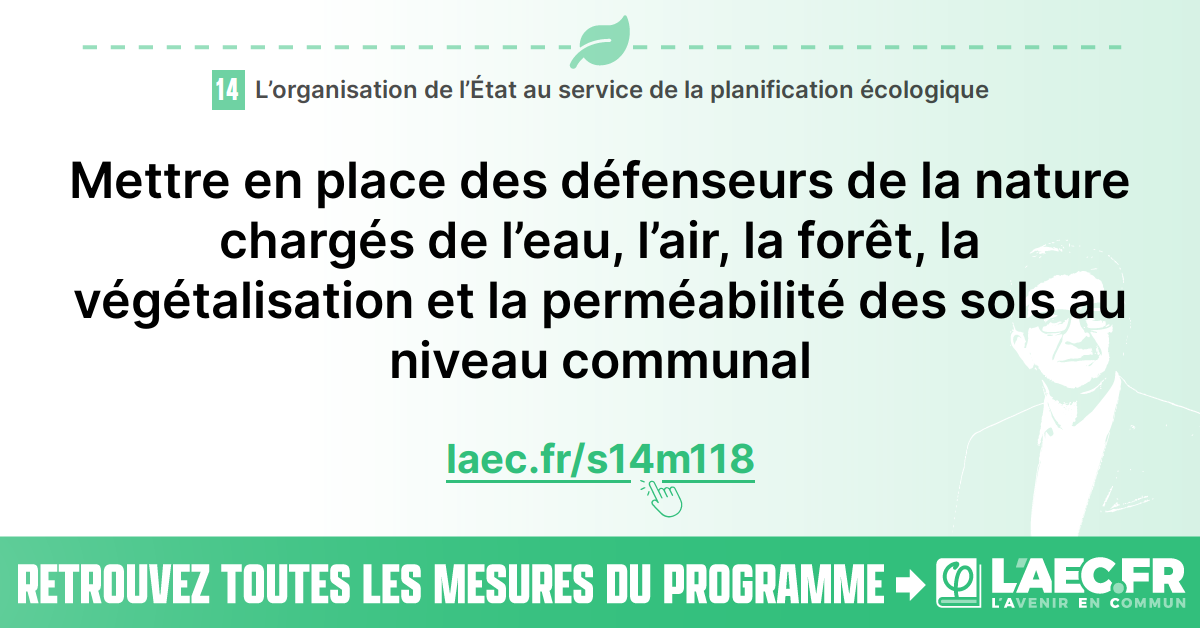 14 L’organisation de l’État au service de la planification écologique
Mettre en place des défenseurs de la nature
chargés de l’eau, l’air, la forêt, la
végétalisation et la perméabilité des sols au
niveau communal
laec.fr/s14m118
RETROUVEZ TOUTES LES MESURES DU PROGRAMME
L’AEC.FR
L’AVENIR EN COMMUN